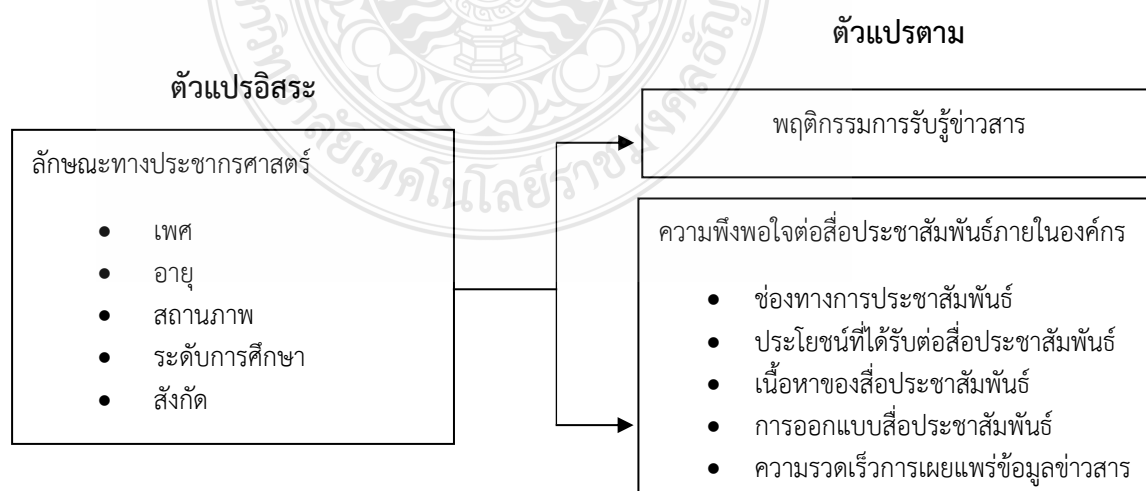 ตัวแปรอิสระ
ลักษณะทางประชากรศาสตร์
• เพศ
• อายุ
• สถานภาพ
• ระดับการศึกษา
• สังกัด
ตัวแปรตาม
พฤติกรรมการรับรู้ข่าวสาร
ความพึงพอใจต่อสื่อประชาสัมพันธ์ภายในองค์กร
• ช่องทางการประชาสัมพันธ์
• ประโยชน์ที่ได้รับต่อสื่อประชาสัมพันธ์
• เนื้อหาของสื่อประชาสัมพันธ์
• การออกแบบสื่อประชาสัมพันธ์
• ความรวดเร็วการเผยแพร่ข้อมูลข่าวสาร